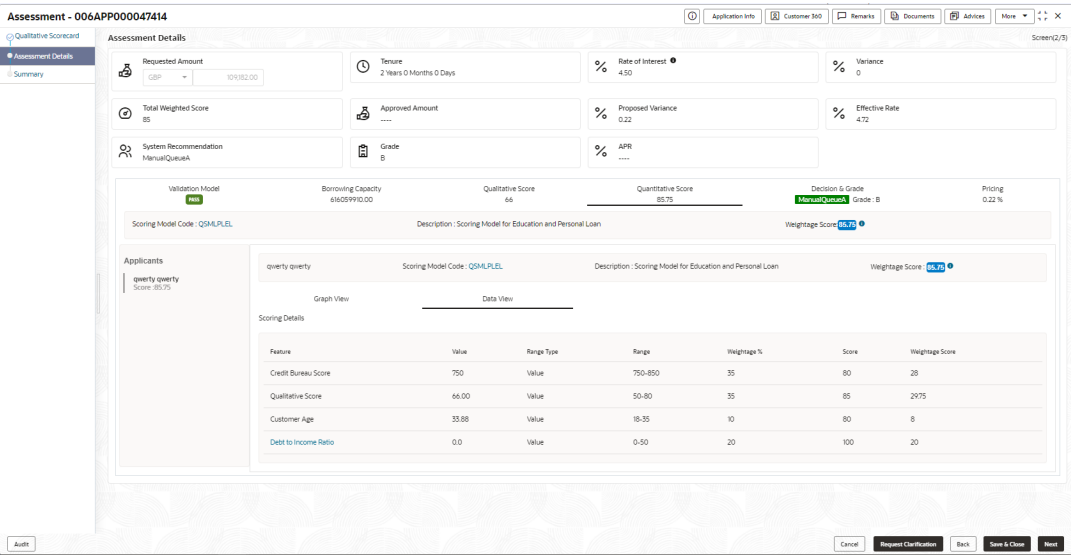 Assessment - 006APP000047414
Application Info
Customer 360
Remarks
Documents
Advices
More
Qualitative Scorecard
Assessment Details
Summary
Assessment Details
Screen(2/3)
Requested Amount
GBP
109,182.00
Tenure
2 Years 0 Months 0 Days
Rate of Interest
4.50
Variance
0
Total Weighted Score
85
Approved Amount
----
Proposed Variance
0.22
Effective Rate
4.72
System Recommendation
ManualQueueA
Grade
B
APR
----
Validation Model
PASS
Borrowing Capacity
616059910.00
Qualitative Score
66
Quantitative Score
85.75
Decision & Grade
ManualQueueA Grade : B
Pricing
0.22 %
Scoring Model Code : QSMLPLEL
Description : Scoring Model for Education and Personal Loan
Weightage Score: 85.75
Applicants
qwerty qwerty
Score :85.75
qwerty qwerty
Scoring Model Code : QSMLPLEL
Description : Scoring Model for Education and Personal Loan
Weightage Score : 85.75
Graph View
Data View
Scoring Details
Feature Value Range Type Range Weightage % Score Weightage Score
Credit Bureau Score 750 Value 750-850 35 80 28
Qualitative Score 66.00 Value 50-80 35 85 29.75
Customer Age 33.88 Value 18-35 10 80 8
Debt to Income Ratio 0.0 Value 0-50 20 100 20
Audit
Cancel
Request Clarification
Back
Save & Close
Next